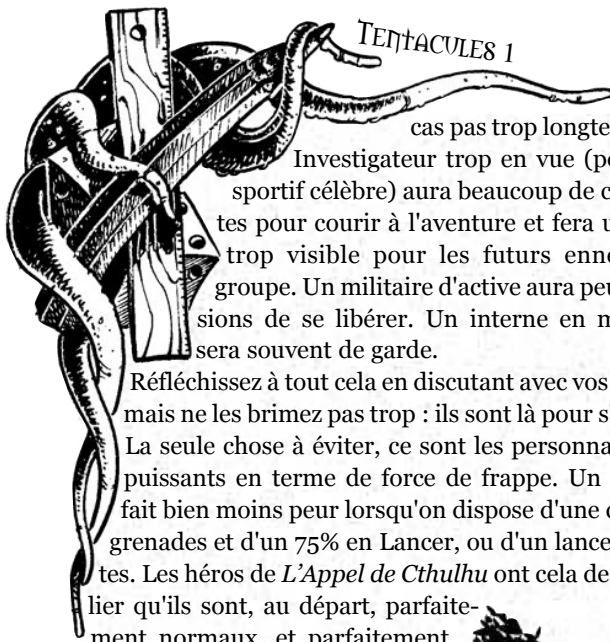 TENTACULES 1
cas pas trop longte
Investigateur trop en vue (po
sportif célèbre) aura beaucoup de c
tes pour courir à l'aventure et fera u
trop visible pour les futurs enne
groupe. Un militaire d'active aura peu
sions de se libérer. Un interne en m
sera souvent de garde.
Réfléchissez à tout cela en discutant avec vos
mais ne les brimez pas trop : ils sont là pour s'
La seule chose à éviter, ce sont les personna
puissants en terme de force de frappe. Un
fait bien moins peur lorsqu'on dispose d'une c
grenades et d'un 75% en Lancer, ou d'un lance
tes. Les héros de L'Appel de Cthulhu ont cela de
lier qu'ils sont, au départ, parfaite-
ment normaux, et parfaitement